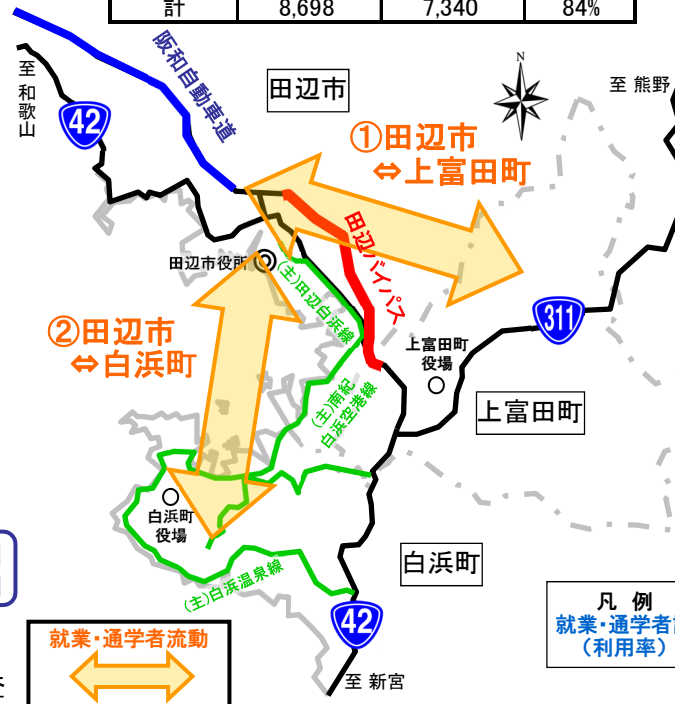 計 8,698 7,340 84%
阪和自動車道
至 和歌山
42
田辺市
N
至 熊野
①田辺市
⇔上富田町
田辺バイパス
田辺市役所
(主)田辺白浜線
311
②田辺市
⇔白浜町
上富田町
役場
(主)南紀
白浜空港線
上富田町
白浜町
役場
白浜町
(主)白浜温泉線
凡 例
就業・通学者
(利用率)
42
就業・通学者流動
至 新宮